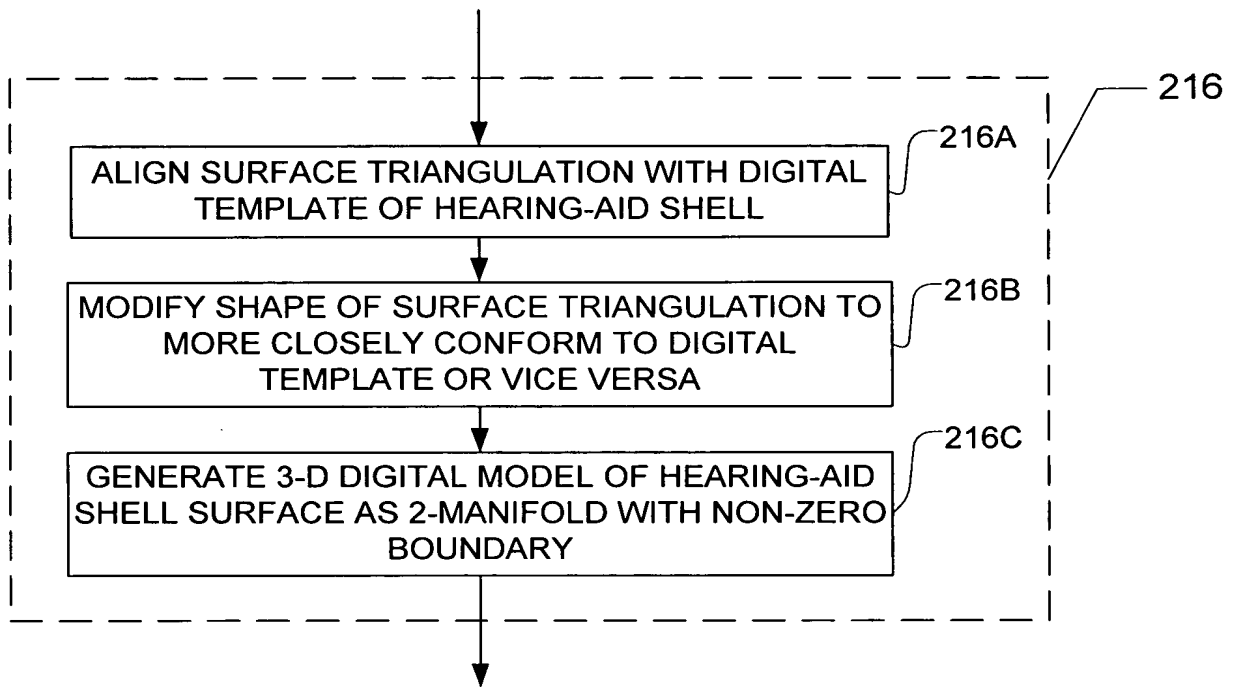 216
216A
ALIGN SURFACE TRIANGULATION WITH DIGITAL
TEMPLATE OF HEARING-AID SHELL
216B
MODIFY SHAPE OF SURFACE TRIANGULATION TO
MORE CLOSELY CONFORM TO DIGITAL
TEMPLATE OR VICE VERSA
216C
GENERATE 3-D DIGITAL MODEL OF HEARING-AID
SHELL SURFACE AS 2-MANIFOLD WITH NON-ZERO
BOUNDARY